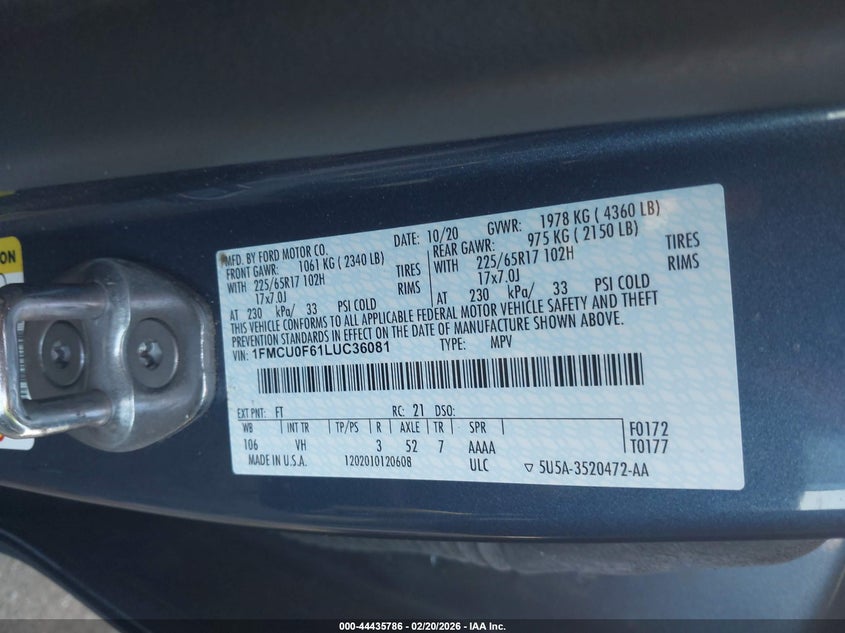 ION
MFD. BY FORD MOTOR CO.
DATE: 10/20
GVWR: 1978 KG ( 4360 LB)
FRONT GAWR: 1061 KG ( 2340 LB)
REAR GAWR: 975 KG ( 2150 LB)
WITH 225/65R17 102H TIRES
WITH 225/65R17 102H TIRES
17x7.0J RIMS
17x7.0J RIMS
AT 230 kPa/ 33 PSI COLD
AT 230 kPa/ 33 PSI COLD
THIS VEHICLE CONFORMS TO ALL APPLICABLE FEDERAL MOTOR VEHICLE SAFETY AND THEFT
PREVENTION STANDARDS IN EFFECT ON THE DATE OF MANUFACTURE SHOWN ABOVE.
VIN: 1FMCU0F61LUC36081 TYPE: MPV
EXT PNT: FT RC: 21 DSO:
WB INT TR TP/PS R AXLE TR SPR
F0172
106 VH 3 52 7 AAAA
T0177
MADE IN U.S.A. 1202010120608 ULC ▽ 5U5A-3520472-AA
000-44435786 - 02/20/2026 - IAA Inc.